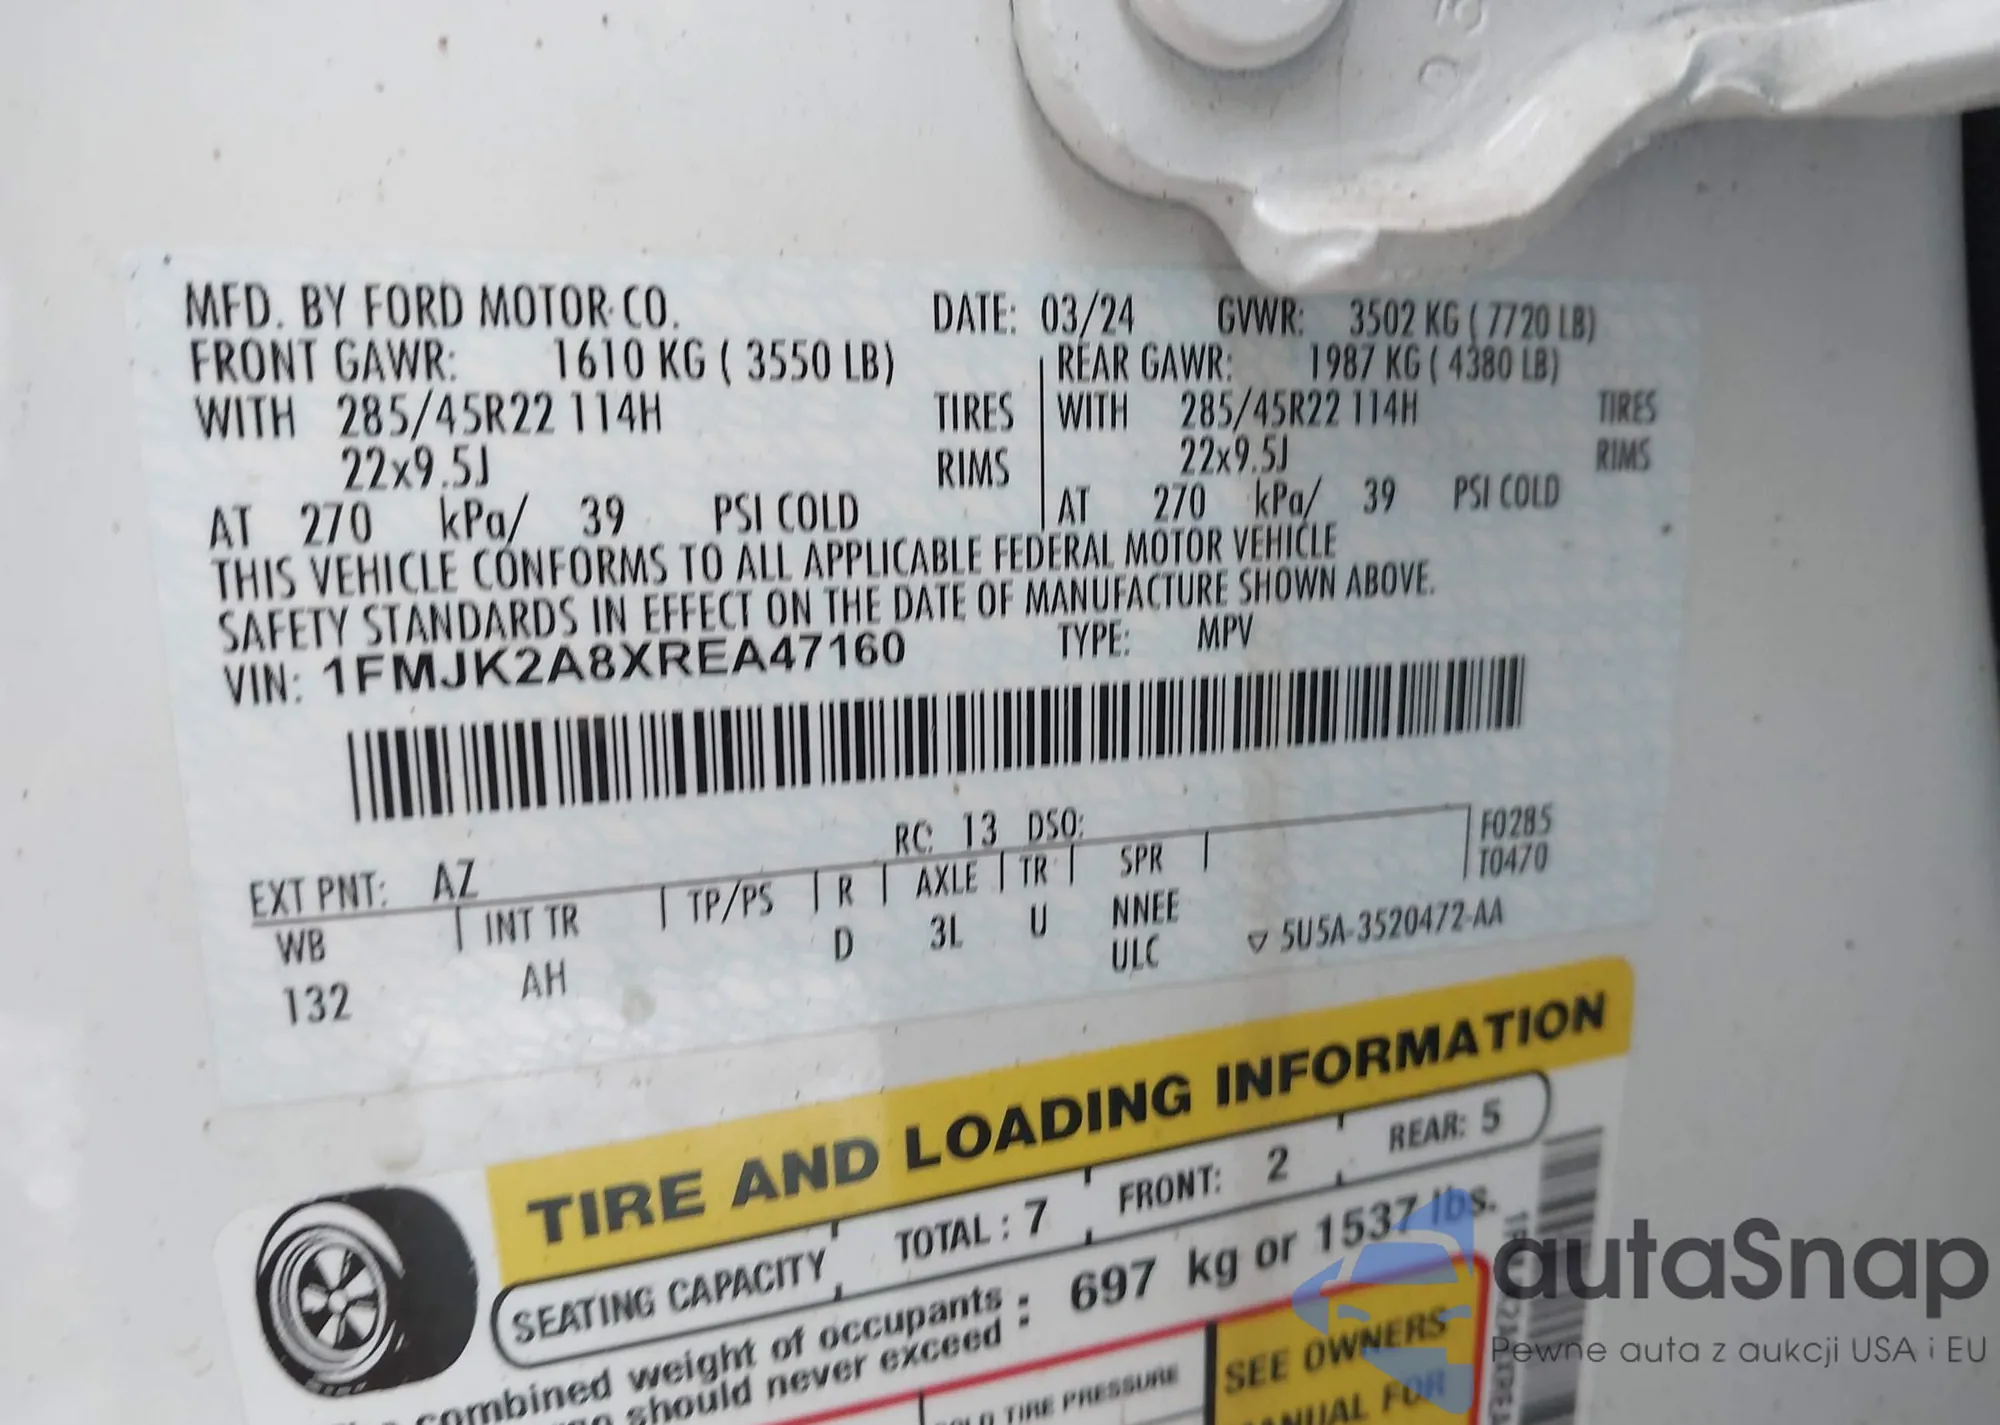 MFD. BY FORD MOTOR CO. DATE: 03/24 GVWR: 3502 KG ( 7720 LB)
FRONT GAWR: 1610 KG ( 3550 LB) REAR GAWR: 1987 KG ( 4380 LB)
WITH 285/45R22 114H TIRES WITH 285/45R22 114H TIRES
22x9.5J RIMS 22x9.5J RIMS
AT 270 kPa/ 39 PSI COLD AT 270 kPa/ 39 PSI COLD
THIS VEHICLE CONFORMS TO ALL APPLICABLE FEDERAL MOTOR VEHICLE
SAFETY STANDARDS IN EFFECT ON THE DATE OF MANUFACTURE SHOWN ABOVE.
VIN: 1FMJK2A8XREA47160 TYPE: MPV
RC: 13 DSO: F0285
EXT PNT: AZ T0470
WB INT TR TP/PS R AXLE TR SPR
132 AH D 3L U NNEE
ULC ▽ 5U5A-3520472-AA
TIRE AND LOADING INFORMATION
SEATING CAPACITY TOTAL : 7 FRONT: 2 REAR: 5
combined weight of occupants : 697 kg or 1537 lbs.
should never exceed
TIRE PRESSURE
SEE OWNERS
MANUAL FOR
autaSnap
Pewne auta z aukcji USA i EU